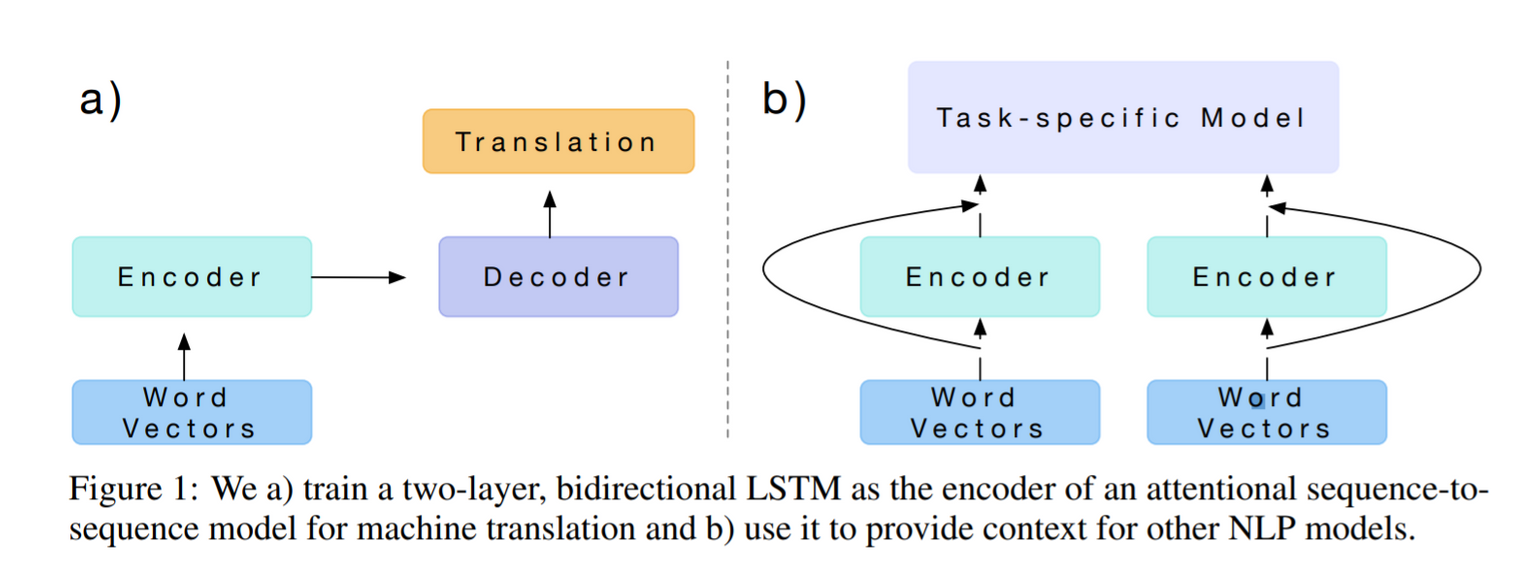 a)
Translation
Encoder
Decoder
Word
Vectors
b)
Task-specific Model
Encoder
Encoder
Word
Vectors
Word
Vectors
Figure 1: We a) train a two-layer, bidirectional LSTM as the encoder of an attentional sequence-to-
sequence model for machine translation and b) use it to provide context for other NLP models.